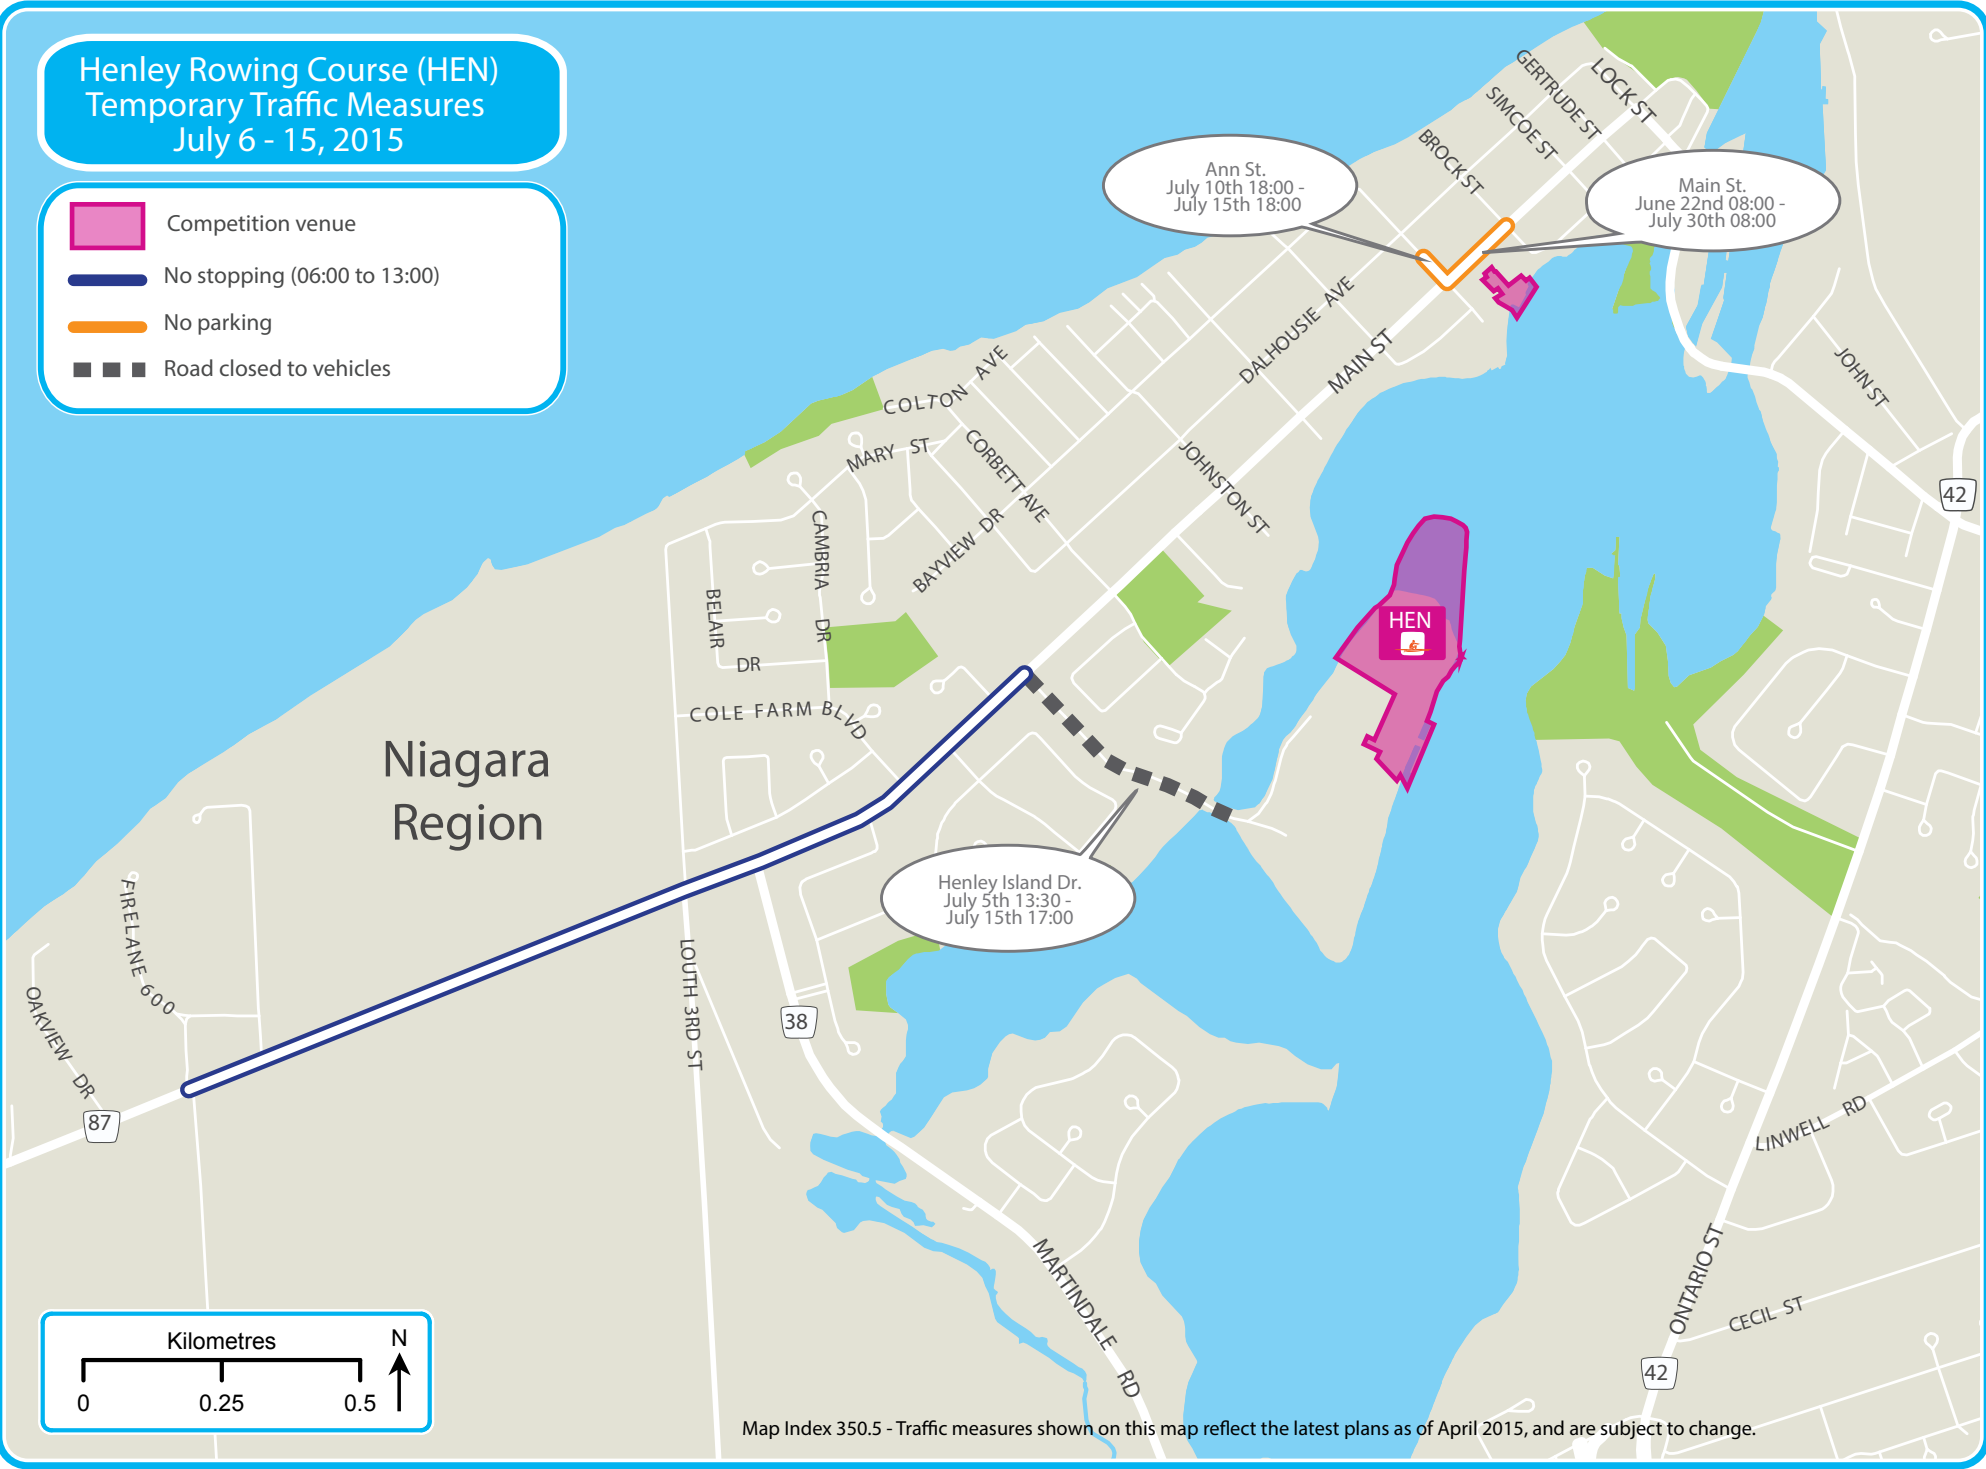 Henley Rowing Course (HEN)
Temporary Traffic Measures
July 6 - 15, 2015
Competition venue
No stopping (06:00 to 13:00)
No parking
Road closed to vehicles
Ann St.
July 10th 18:00 -
July 15th 18:00
Main St.
June 22nd 08:00 -
July 30th 08:00
GERTRUDE ST
LOCK ST
SIMCOE ST
BROCK ST
DALHOUSIE AVE
MAIN ST
JOHN ST
COLTON AVE
MARY ST
CORBETT AVE
JOHNSTON ST
42
CAMBRIA DR
BAYVIEW DR
BELAIR DR
HEN
COLE FARM BLVD
Niagara
Region
Henley Island Dr.
July 5th 13:30 -
July 15th 17:00
FIRELANE 600
OAKVIEW DR
LOUTH 3RD ST
38
87
LINWELL RD
MARTINDALE RD
ONTARIO ST
CECIL ST
42
Kilometres
N
0 0.25 0.5
Map Index 350.5 - Traffic measures shown on this map reflect the latest plans as of April 2015, and are subject to change.